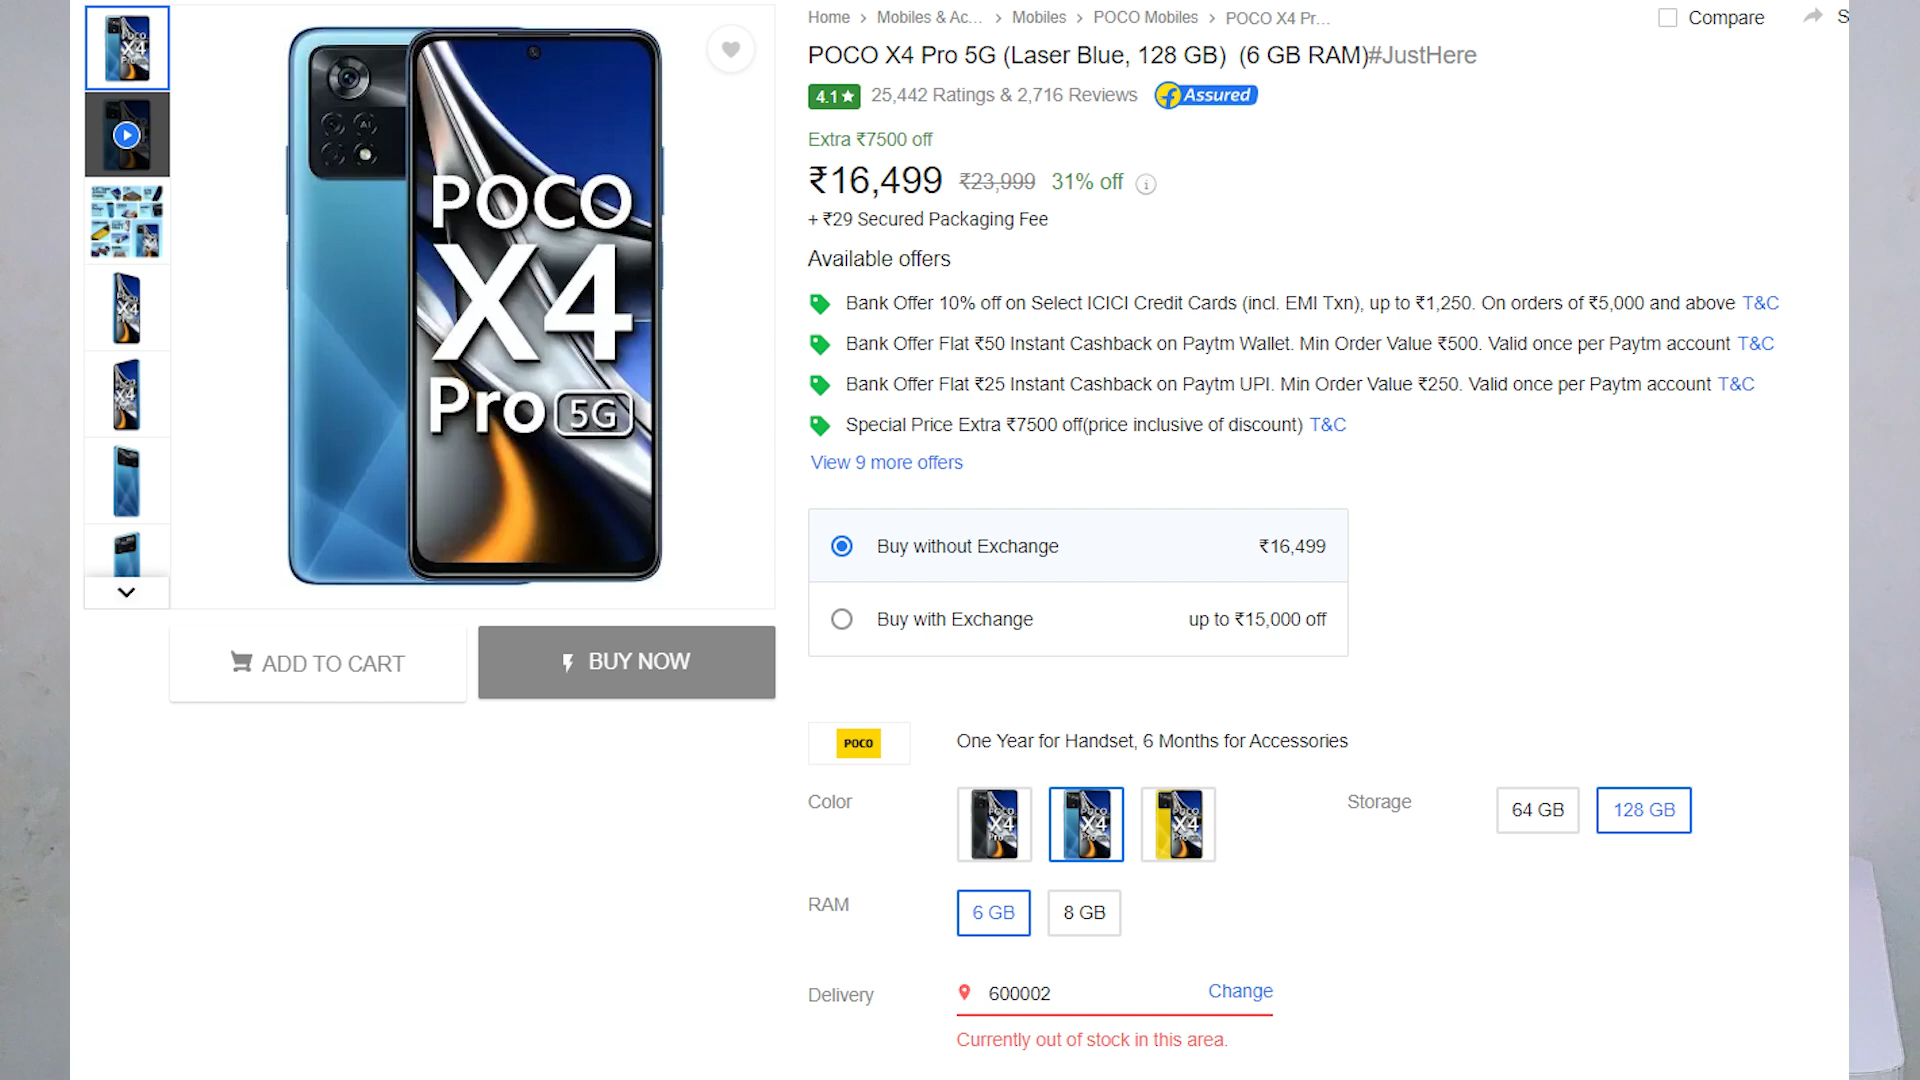 Home > Mobiles & Ac... > Mobiles > POCO Mobiles > POCO X4 Pr...
Compare
S
POCO X4 Pro 5G (Laser Blue, 128 GB) (6 GB RAM)#JustHere
4.1★ 25,442 Ratings & 2,716 Reviews Assured
Extra ₹7500 off
₹16,499 ₹23,999 31% off
+ ₹29 Secured Packaging Fee
Available offers
Bank Offer 10% off on Select ICICI Credit Cards (incl. EMI Txn), up to ₹1,250. On orders of ₹5,000 and above T&C
Bank Offer Flat ₹50 Instant Cashback on Paytm Wallet. Min Order Value ₹500. Valid once per Paytm account T&C
Bank Offer Flat ₹25 Instant Cashback on Paytm UPI. Min Order Value ₹250. Valid once per Paytm account T&C
Special Price Extra ₹7500 off(price inclusive of discount) T&C
View 9 more offers
Buy without Exchange ₹16,499
Buy with Exchange up to ₹15,000 off
AI
POCO
X4
Pro 5G
ADD TO CART
BUY NOW
POCO
One Year for Handset, 6 Months for Accessories
Color
POCO
X4
POCO
X4
POCO
X4
Storage
64 GB
128 GB
RAM
6 GB
8 GB
Delivery
600002
Change
Currently out of stock in this area.